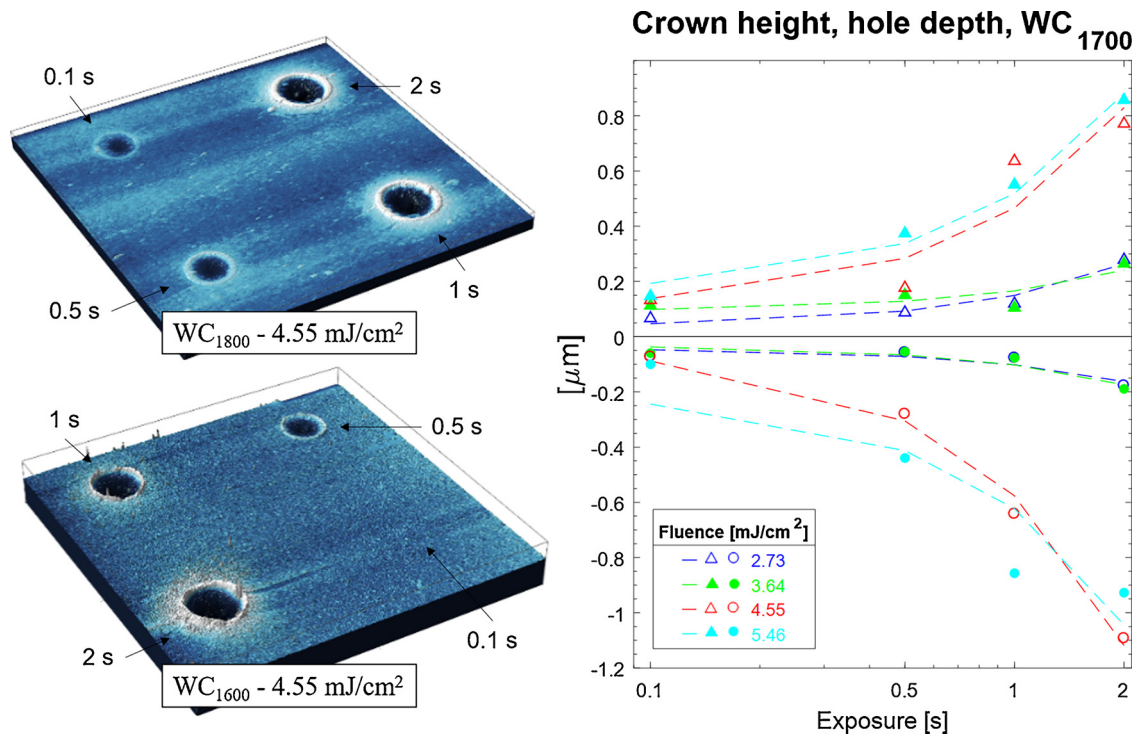 0.1 s
2 s
0.5 s
1 s
WC1800 - 4.55 mJ/cm²
1 s
0.5 s
2 s
0.1 s
WC1600 - 4.55 mJ/cm²
Crown height, hole depth, WC1700
0.8
0.6
0.4
0.2
0
-0.2
-0.4
-0.6
-0.8
-1
-1.2
[μm]
Fluence [mJ/cm²]
2.73
3.64
4.55
5.46
0.1 0.5 1 2
Exposure [s]